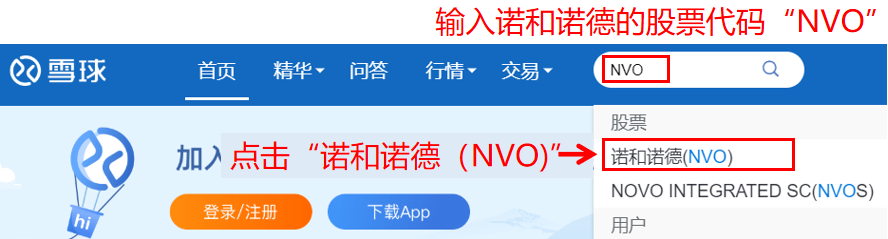 输入诺和诺德的股票代码“NVO”
雪球 首页 精华 问答 行情 交易 NVO
股票
加入 点击“诺和诺德（NVO)” 诺和诺德(NVO)
NOVO INTEGRATED SC(NVOS)
hi 登录/注册 下载App 用户